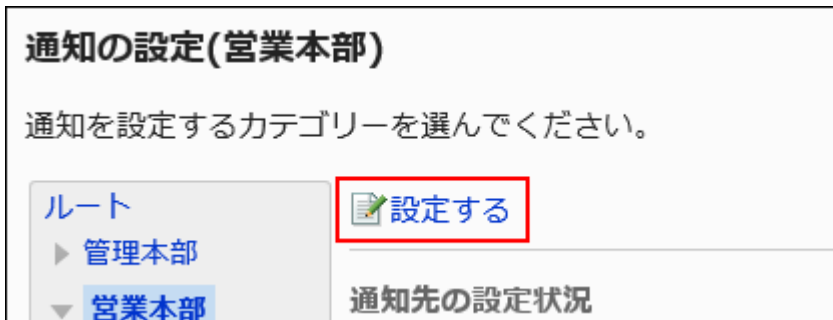 通知の設定(営業本部)
通知を設定するカテゴリーを選んでください。
ルート
管理本部
営業本部
設定する
通知先の設定状況